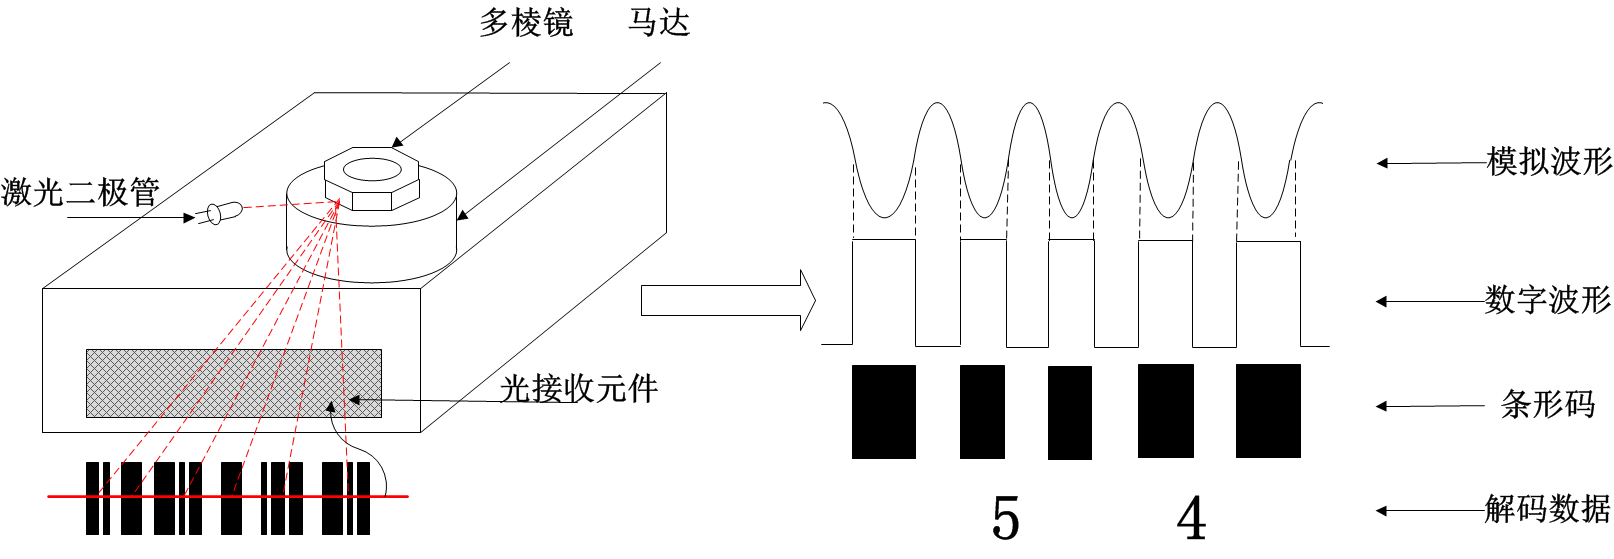 多棱镜
马达
激光二极管
光接收元件
模拟波形
数字波形
条形码
5 4
解码数据